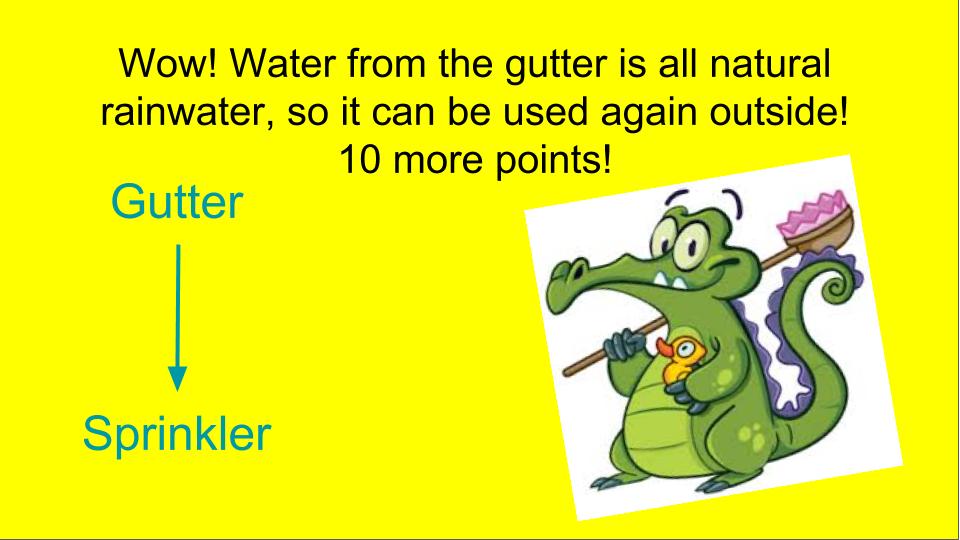 Wow! Water from the gutter is all natural
rainwater, so it can be used again outside!
10 more points!
Gutter
Sprinkler